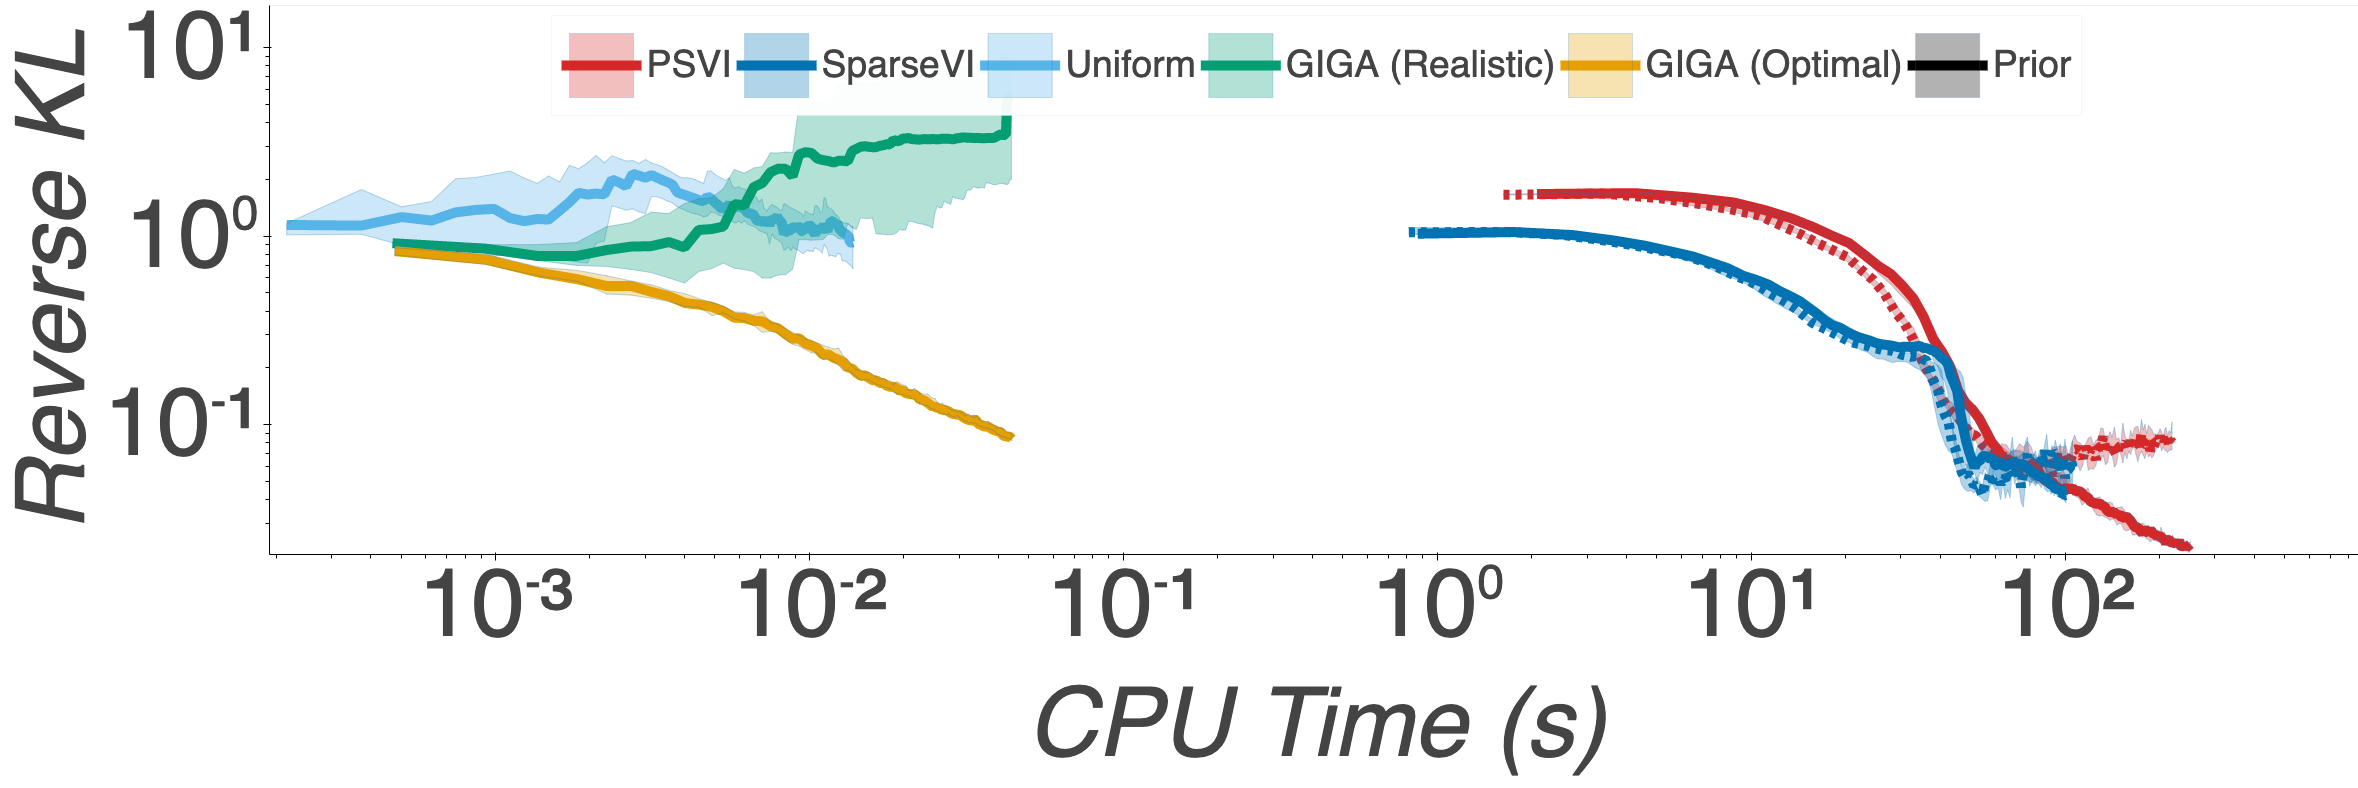 PSVI SparseVI Uniform GIGA (Realistic) GIGA (Optimal) Prior
Reverse KL
10¹
10⁰
10⁻¹
10⁻³ 10⁻² 10⁻¹ 10⁰ 10¹ 10²
CPU Time (s)